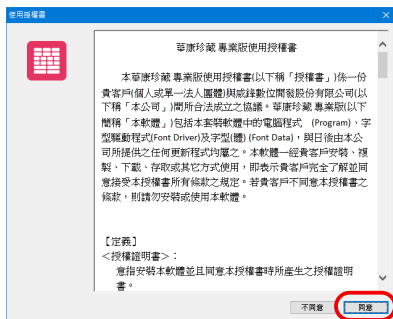 使用授權書
華康珍藏 專業版使用授權書
本華康珍藏 專業版使用授權書(以下稱「授權書」)係一份
貴客戶(個人或單一法人團體)與威鋒數位開發股份有限公司(以
下稱「本公司」)間所合法成立之協議。華康珍藏 專業版(以下
簡稱「本軟體」)包括本套裝軟體中的電腦程式 (Program)、字
型驅動程式(Font Driver)及字型(體) (Font Data)，與日後由本公
司所提供之任何更新程式均屬之。本軟體一經貴客戶安裝、複
製、下載、存取或其它方式使用，即表示貴客戶完全了解並同
意接受本授權書所有條款之規定。若貴客戶不同意本授權書之
條款，則請勿安裝或使用本軟體。
【定義】
<授權證明書>：
意指安裝本軟體並且同意本授權書時所產生之授權證明
書。
不同意 同意